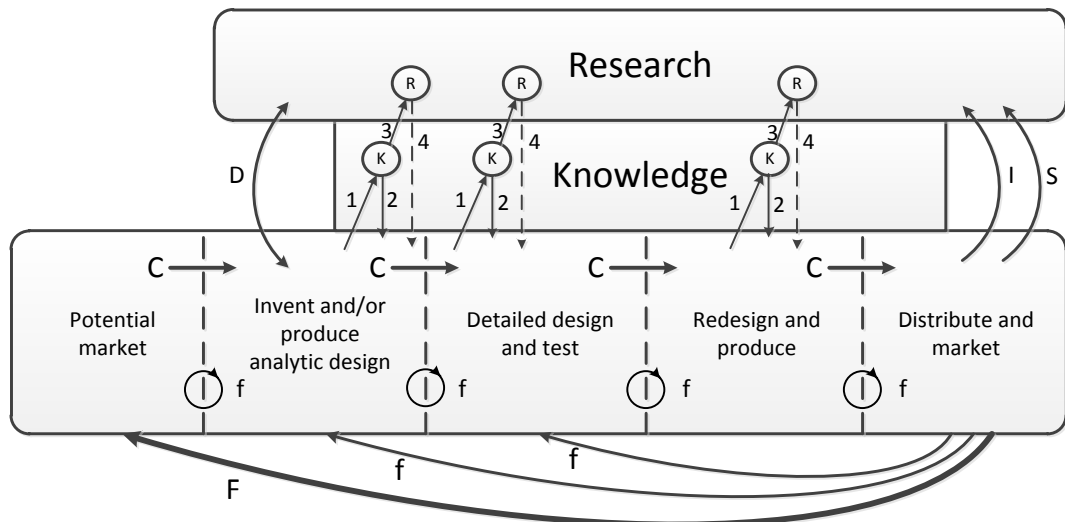 Research
R
R
R
3
4
3
4
3
4
K
K
K
Knowledge
D
I
S
1
2
1
2
1
2
C
C
C
C
Potential
market
Invent and/or
produce
analytic design
Detailed design
and test
Redesign and
produce
Distribute and
market
f
f
f
f
f
f
F